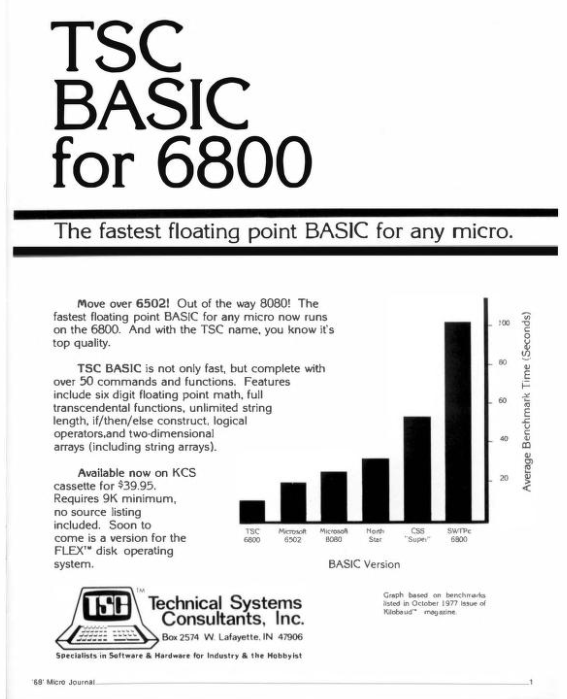 TSC
BASIC
for 6800
The fastest floating point BASIC for any micro.
Move over 6502! Out of the way 8080! The
fastest floating point BASIC for any micro now runs
on the 6800. And with the TSC name, you know it's
top quality.
TSC BASIC is not only fast, but complete with
over 50 commands and functions. Features
include six digit floating point math, full
transcendental functions, unlimited string
length, if/then/else construct, logical
operators,and two-dimensional
arrays (including string arrays).
Available now on KCS
cassette for $39.95.
Requires 9K minimum,
no source listing
included. Soon to
come is a version for the
FLEX™ disk operating
system.
100
80
60
40
20
Average Benchmark Time (Seconds)
TSC
6800
Microsoft
6502
Microsoft
8080
North
Star
CSS
"Super"
SWTPc
6800
BASIC Version
Graph based on benchmarks
listed in October 1977 issue of
Kilobaud™ magazine.
TSC
TM
Technical Systems
Consultants, Inc.
Box 2574 W. Lafayette, IN 47906
Specialists in Software & Hardware for Industry & the Hobbyist
'68' Micro Journal
1